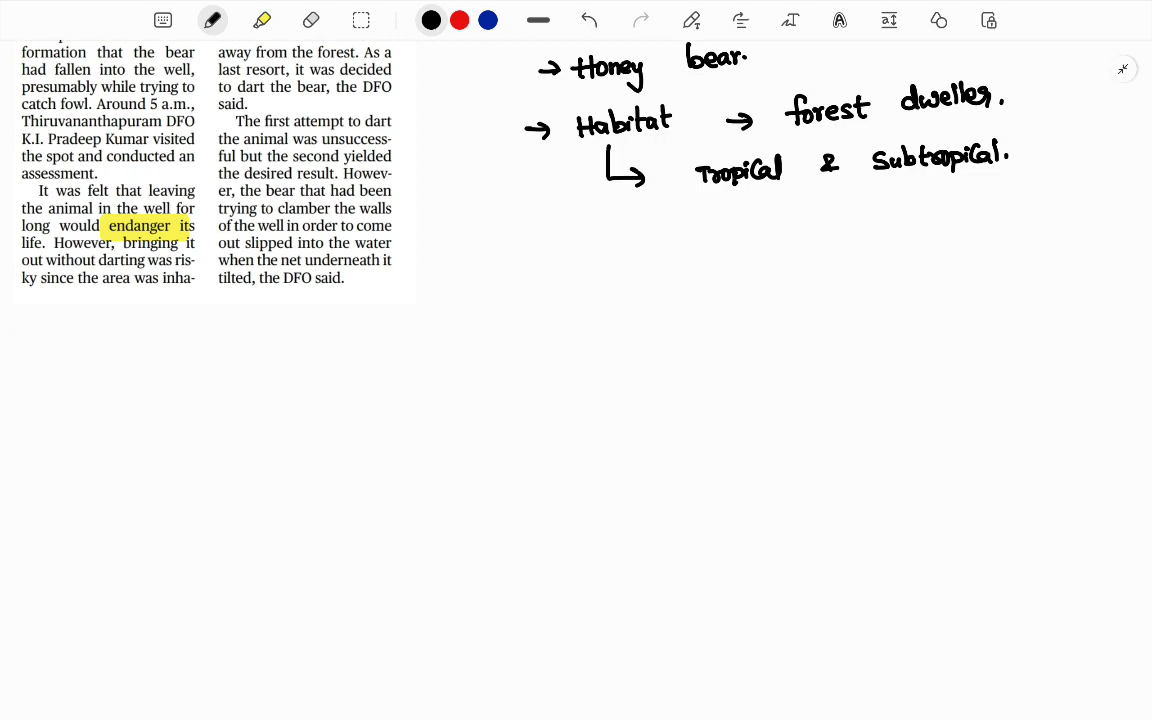 formation that the bear
had fallen into the well,
presumably while trying to
catch fowl. Around 5 a.m.,
Thiruvananthapuram DFO
K.I. Pradeep Kumar visited
the spot and conducted an
assessment.
It was felt that leaving
the animal in the well for
long would endanger its
life. However, bringing it
out without darting was ris-
ky since the area was inha-
away from the forest. As a
last resort, it was decided
to dart the bear, the DFO
said.
The first attempt to dart
the animal was unsuccess-
ful but the second yielded
the desired result. Howev-
er, the bear that had been
trying to clamber the walls
of the well in order to come
out slipped into the water
when the net underneath it
tilted, the DFO said.
→ Honey bear.
→ Habitat → forest dweller.
↳ Tropical & Subtropical.